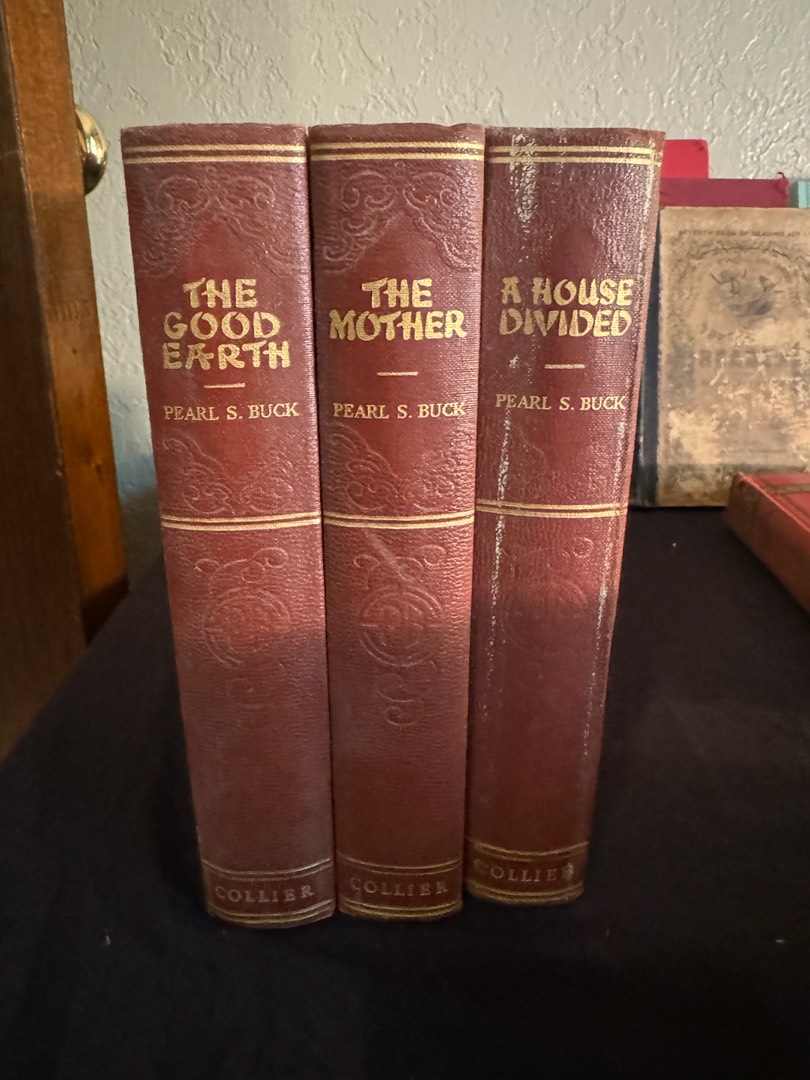 THE
GOOD
EARTH
PEARL S. BUCK
COLLIER
THE
MOTHER
PEARL S. BUCK
COLLIER
A HOUSE
DIVIDED
PEARL S. BUCK
COLLIER